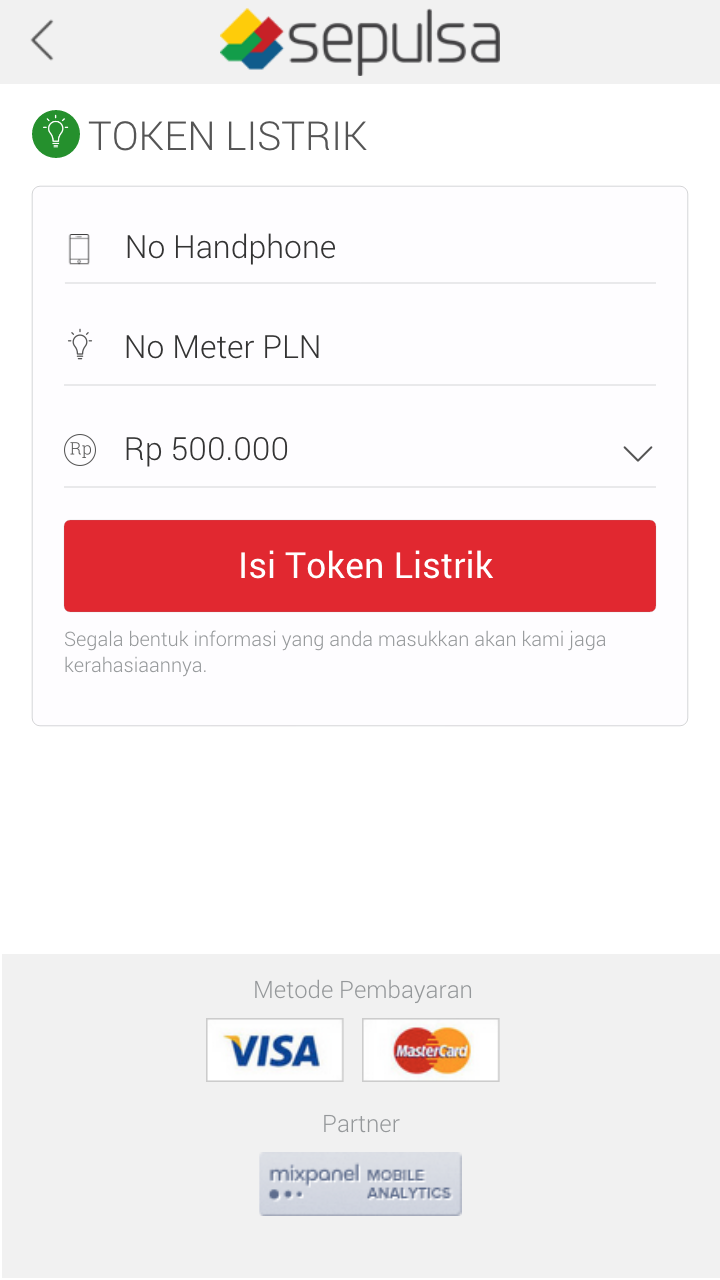 sepulsa
TOKEN LISTRIK
No Handphone
No Meter PLN
Rp Rp 500.000
Isi Token Listrik
Segala bentuk informasi yang anda masukkan akan kami jaga
kerahasiaannya.
Metode Pembayaran
VISA MasterCard
Partner
mixpanel MOBILE
ANALYTICS